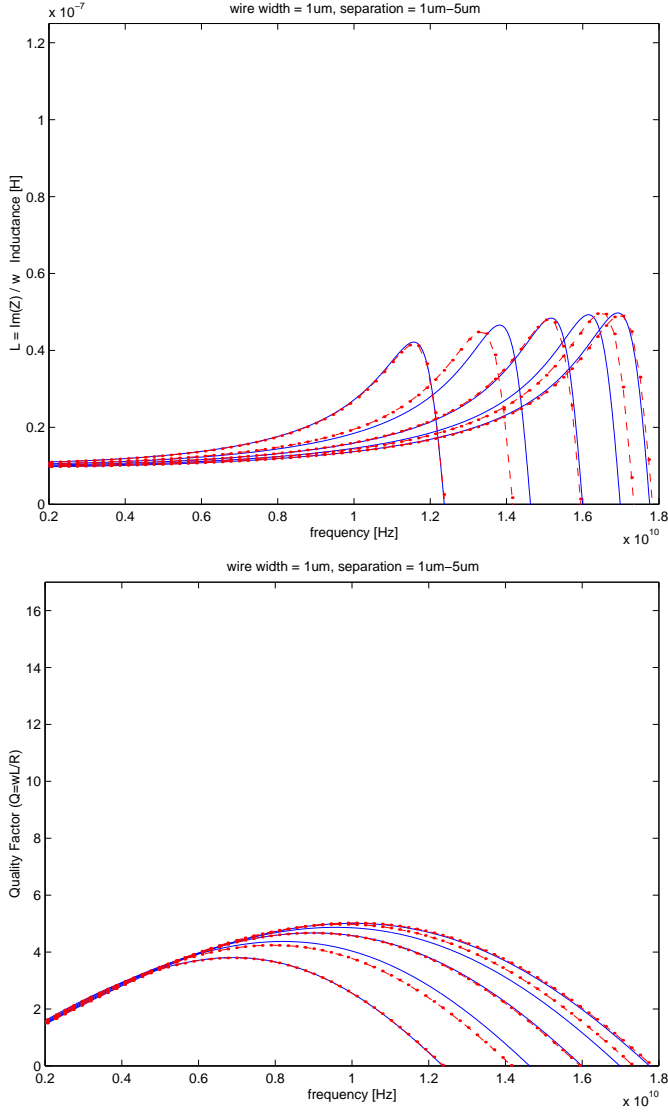 x 10⁻⁷
wire width = 1um, separation = 1um−5um
1.2
1
0.8
0.6
0.4
0.2
0
L = Im(Z) / w   Inductance [H]
0.2 0.4 0.6 0.8 1 1.2 1.4 1.6 1.8
frequency [Hz]
x 10¹⁰
wire width = 1um, separation = 1um−5um
16
14
12
10
8
6
4
2
0
Quality Factor (Q=wL/R)
0.2 0.4 0.6 0.8 1 1.2 1.4 1.6 1.8
frequency [Hz]
x 10¹⁰